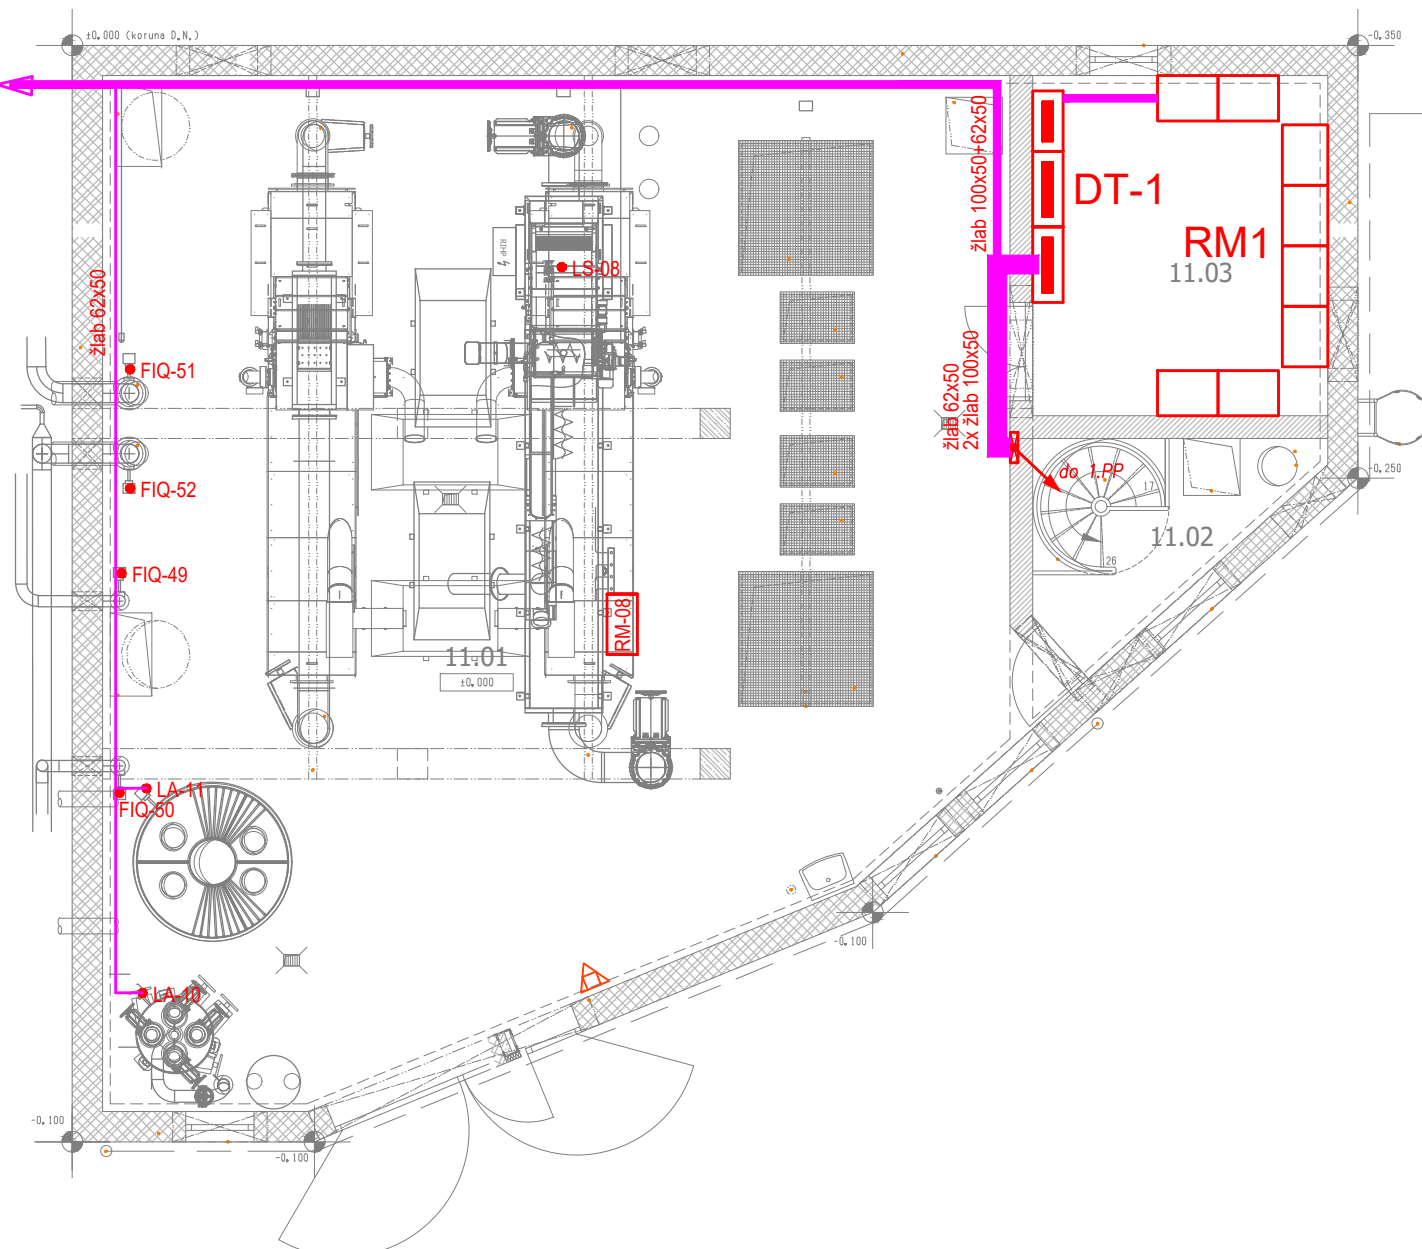 ±0,000 (koruna D.N.)
-0,350
žlab 100x50+62x50
DT-1
RM1
11.03
RIHP
LS-08
žlab 62x50
FIQ-51
žlab 62x50
2x žlab 100x50
do 1.PP
-0,250
17
FIQ-52
11.02
26
FIQ-49
RM-08
11.01
±0,000
LA-11
FIQ-50
-0,100
LA-10
-0,100
-0,100